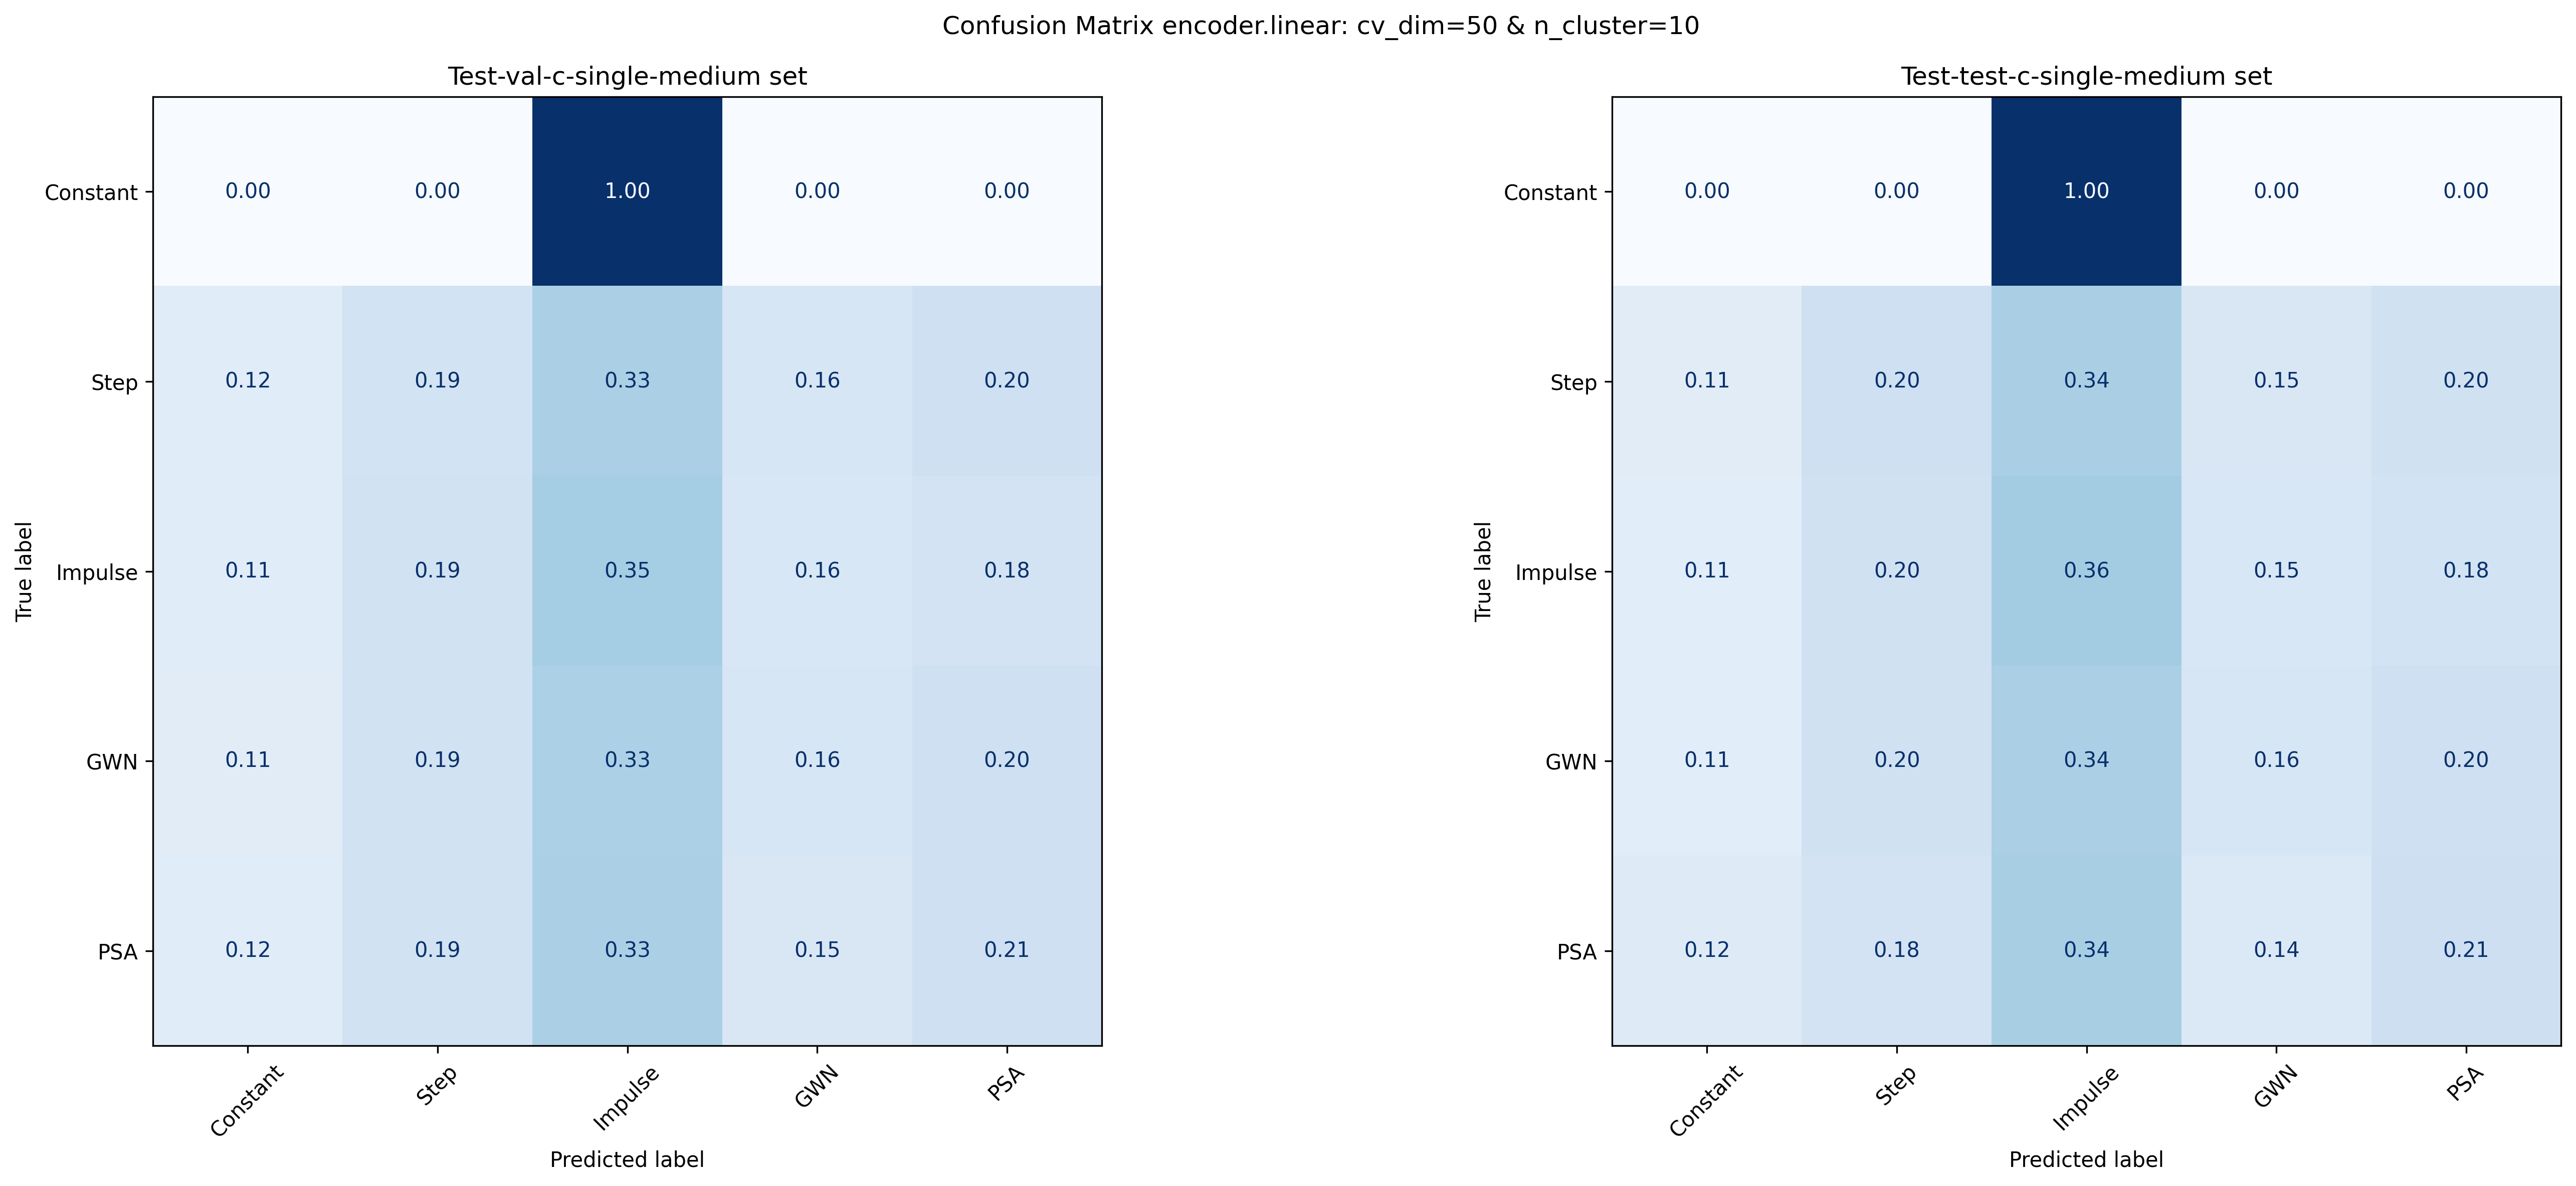 Confusion Matrix encoder.linear: cv_dim=50 & n_cluster=10
Test-val-c-single-medium set
True label
Constant 0.00 0.00 1.00 0.00 0.00
Step 0.12 0.19 0.33 0.16 0.20
Impulse 0.11 0.19 0.35 0.16 0.18
GWN 0.11 0.19 0.33 0.16 0.20
PSA 0.12 0.19 0.33 0.15 0.21
Constant Step Impulse GWN PSA
Predicted label
Test-test-c-single-medium set
True label
Constant 0.00 0.00 1.00 0.00 0.00
Step 0.11 0.20 0.34 0.15 0.20
Impulse 0.11 0.20 0.36 0.15 0.18
GWN 0.11 0.20 0.34 0.16 0.20
PSA 0.12 0.18 0.34 0.14 0.21
Constant Step Impulse GWN PSA
Predicted label